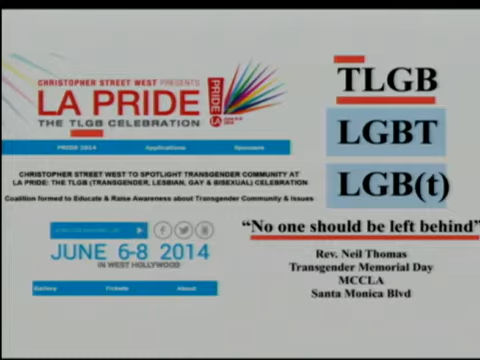 CHRISTOPHER STREET WEST PRESENTS
LA PRIDE
THE TLGB CELEBRATION
PRIDE LA
PRIDE 2014 Applications Sponsors
CHRISTOPHER STREET WEST TO SPOTLIGHT TRANSGENDER COMMUNITY AT
LA PRIDE: THE TLGB (TRANSGENDER, LESBIAN, GAY & BISEXUAL) CELEBRATION
Coalition formed to Educate & Raise Awareness about Transgender Community & Issues
JUNE 6-8 2014
IN WEST HOLLYWOOD
Gallery Tickets About
TLGB
LGBT
LGB(t)
“No one should be left behind”
Rev. Neil Thomas
Transgender Memorial Day
MCCLA
Santa Monica Blvd